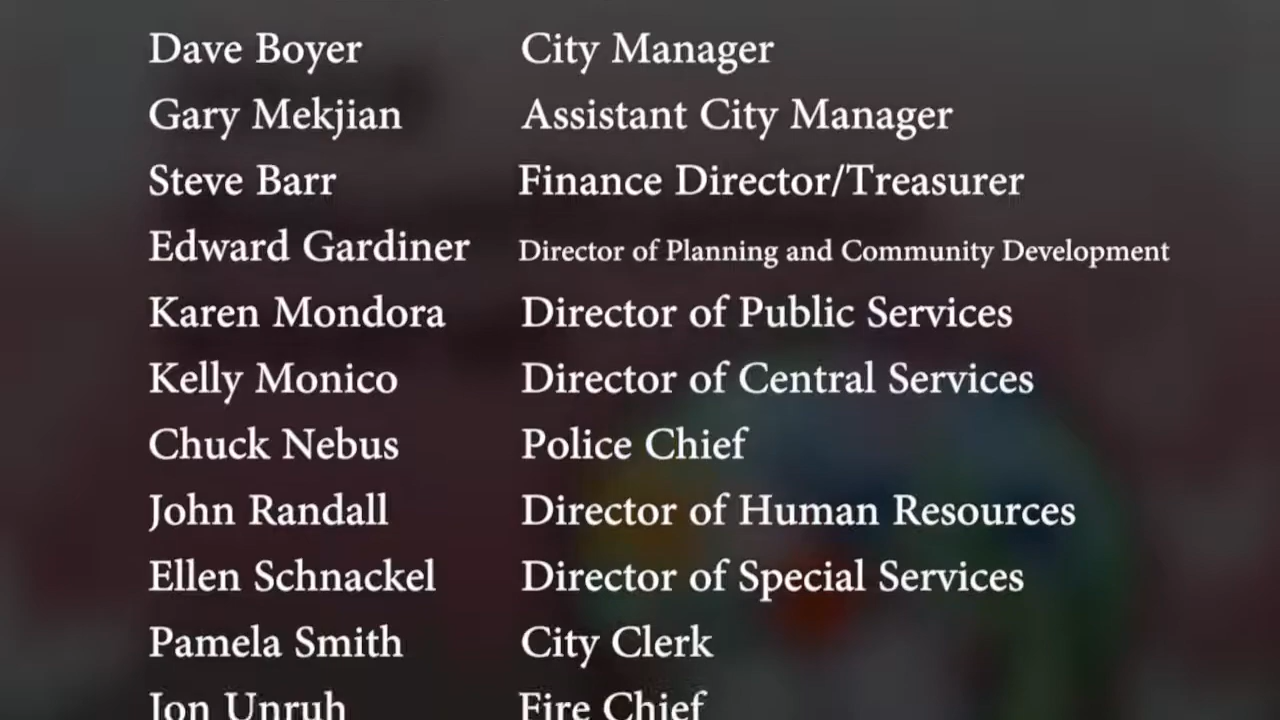 Dave Boyer City Manager
Gary Mekjian Assistant City Manager
Steve Barr Finance Director/Treasurer
Edward Gardiner Director of Planning and Community Development
Karen Mondora Director of Public Services
Kelly Monico Director of Central Services
Chuck Nebus Police Chief
John Randall Director of Human Resources
Ellen Schnackel Director of Special Services
Pamela Smith City Clerk
Jon Unruh Fire Chief